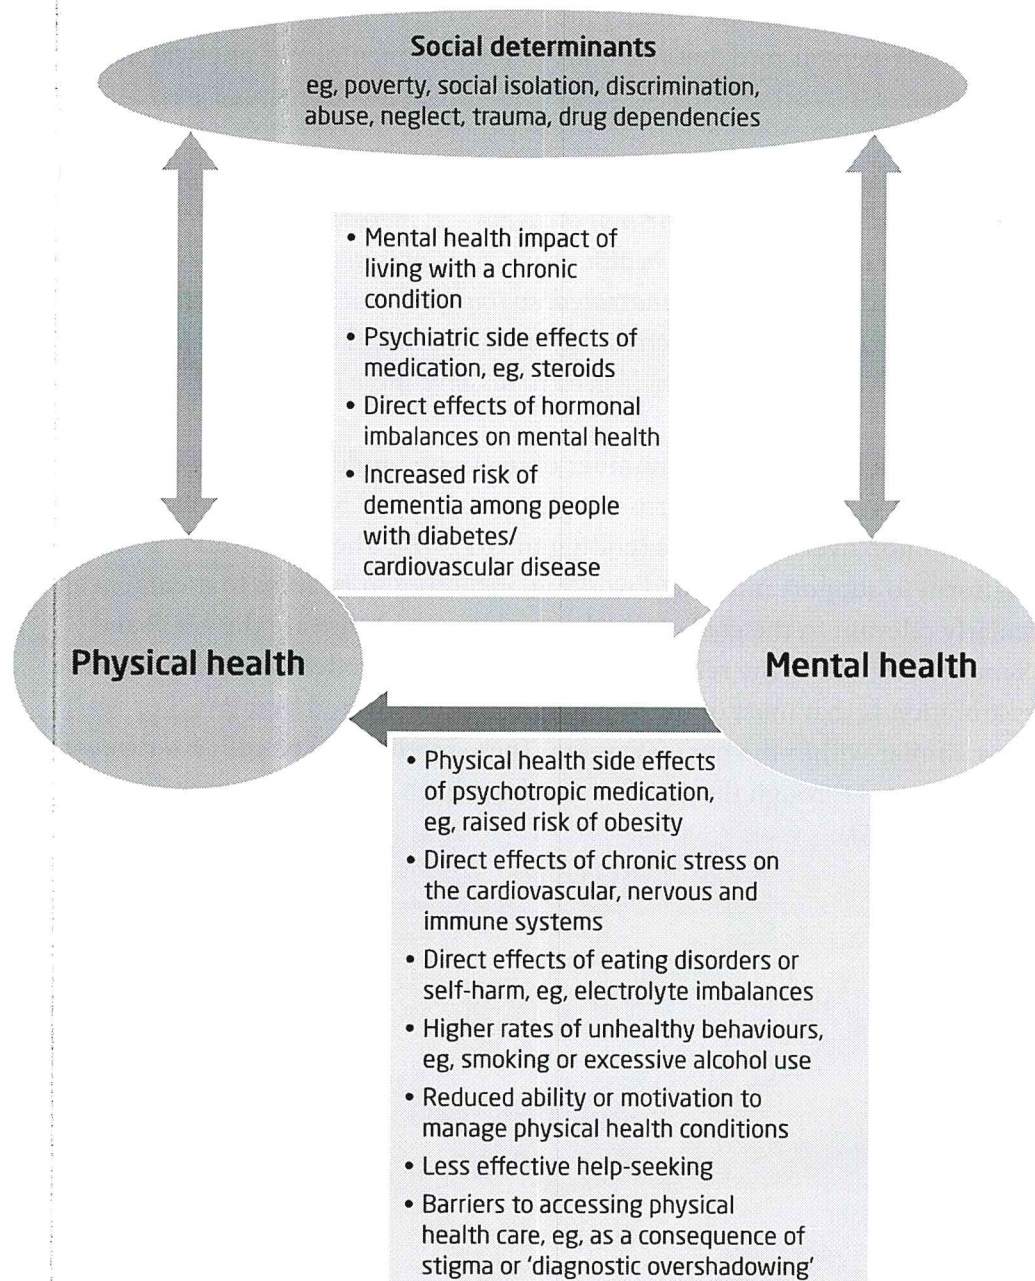 Social determinants
eg, poverty, social isolation, discrimination,
abuse, neglect, trauma, drug dependencies
• Mental health impact of
living with a chronic
condition
• Psychiatric side effects of
medication, eg, steroids
• Direct effects of hormonal
imbalances on mental health
• Increased risk of
dementia among people
with diabetes/
cardiovascular disease
Physical health
Mental health
• Physical health side effects
of psychotropic medication,
eg, raised risk of obesity
• Direct effects of chronic stress on
the cardiovascular, nervous and
immune systems
• Direct effects of eating disorders or
self-harm, eg, electrolyte imbalances
• Higher rates of unhealthy behaviours,
eg, smoking or excessive alcohol use
• Reduced ability or motivation to
manage physical health conditions
• Less effective help-seeking
• Barriers to accessing physical
health care, eg, as a consequence of
stigma or ‘diagnostic overshadowing’